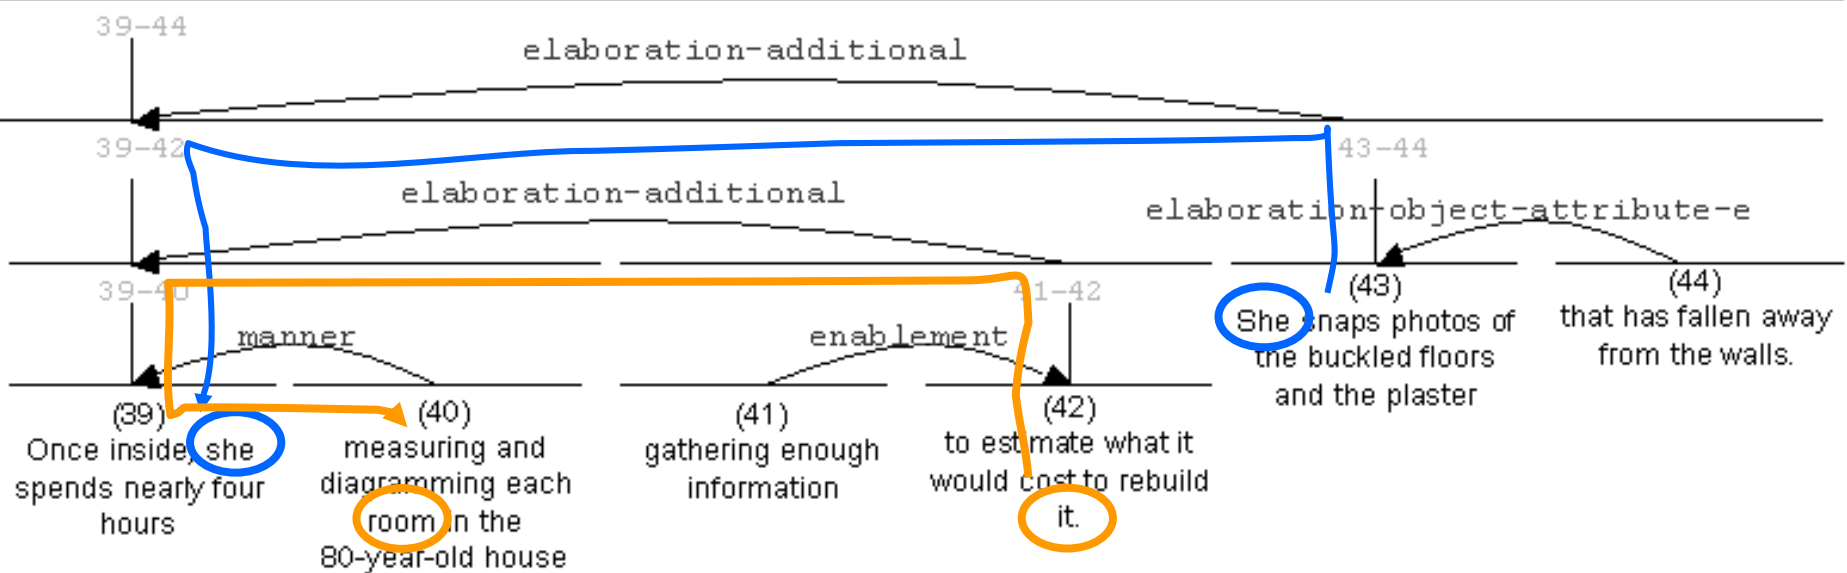 39-44
elaboration-additional
39-42
43-44
elaboration-additional
elaboration-object-attribute-e
39-40
41-42
manner
enablement
(39)
Once inside, she
spends nearly four
hours
(40)
measuring and
diagramming each
room in the
80-year-old house
(41)
gathering enough
information
(42)
to estimate what it
would cost to rebuild
it.
(43)
She snaps photos of
the buckled floors
and the plaster
(44)
that has fallen away
from the walls.